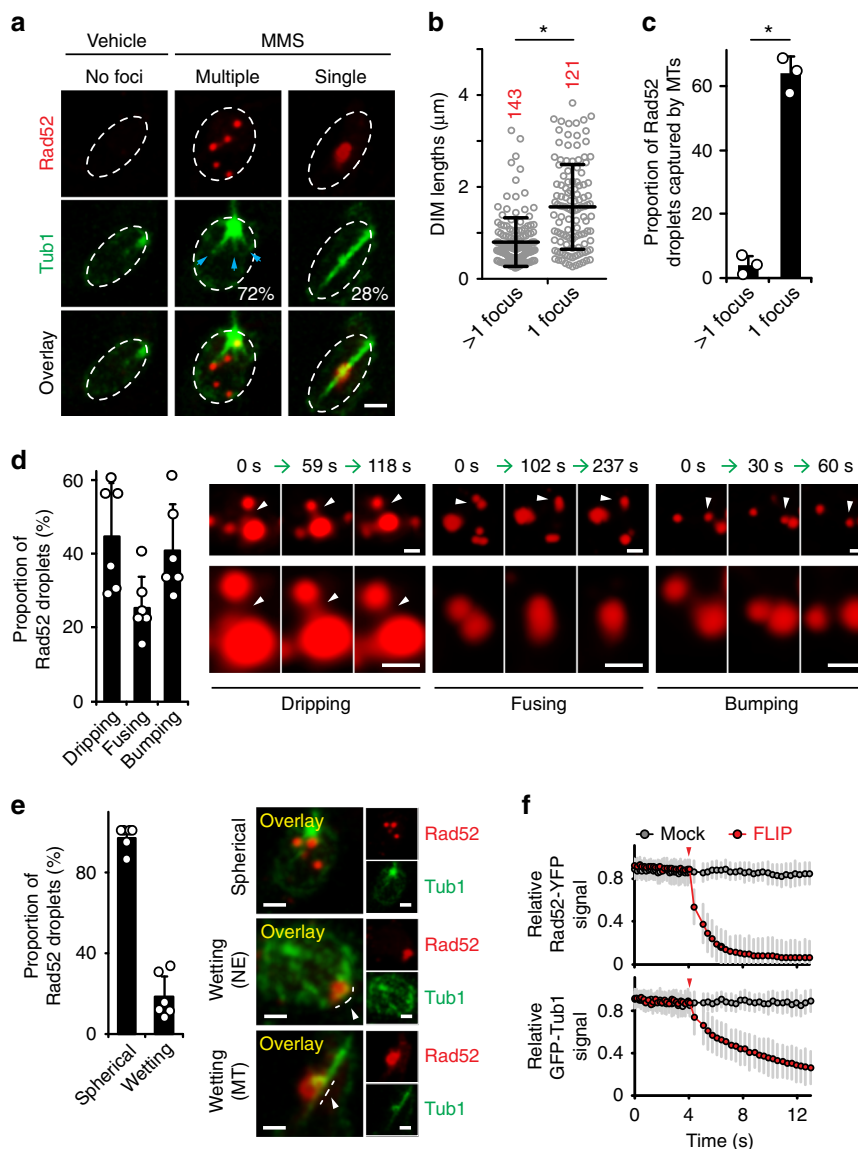 a
Vehicle
MMS
No foci
Multiple
Single
Rad52
Tub1
72%
28%
Overlay
b
*
143
121
DIM lengths (μm)
4
2
0
>1 focus
1 focus
c
*
Proportion of Rad52
droplets captured by MTs
60
40
20
0
>1 focus
1 focus
d
Proportion of
Rad52 droplets (%)
60
40
20
0
Dripping
Fusing
Bumping
0 s → 59 s → 118 s
0 s → 102 s → 237 s
0 s → 30 s → 60 s
Dripping
Fusing
Bumping
e
Proportion of
Rad52 droplets (%)
80
40
0
Spherical
Wetting
Spherical
Overlay
Rad52
Tub1
Wetting
(NE)
Overlay
Rad52
Tub1
Wetting
(MT)
Overlay
Rad52
Tub1
f
Mock
FLIP
Relative
Rad52-YFP
signal
0.8
0.4
0
Relative
GFP-Tub1
signal
0.8
0.4
0
0
4
8
12
Time (s)